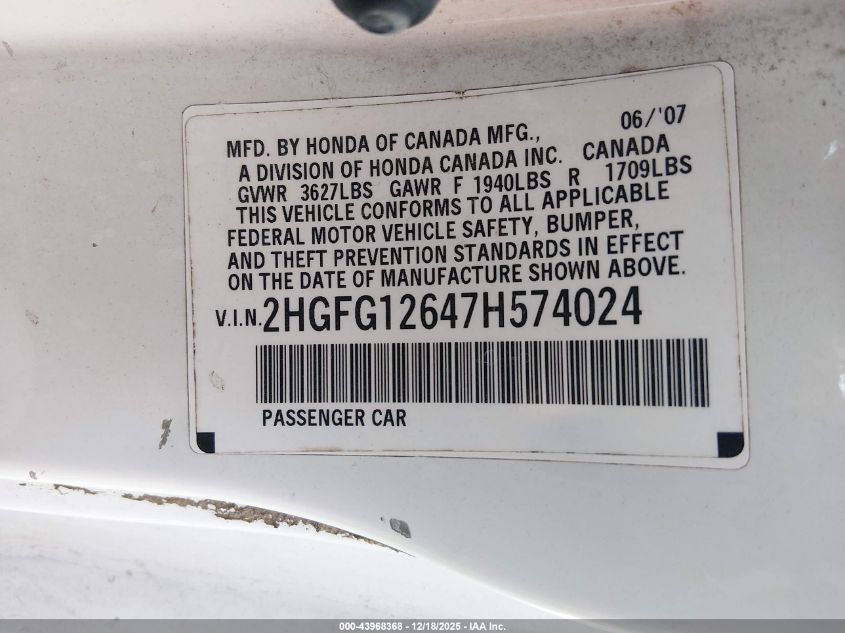 06/'07
MFD. BY HONDA OF CANADA MFG.,
A DIVISION OF HONDA CANADA INC. CANADA
GVWR 3627LBS GAWR F 1940LBS R 1709LBS
THIS VEHICLE CONFORMS TO ALL APPLICABLE
FEDERAL MOTOR VEHICLE SAFETY, BUMPER,
AND THEFT PREVENTION STANDARDS IN EFFECT
ON THE DATE OF MANUFACTURE SHOWN ABOVE.
V.I.N.2HGFG12647H574024
PASSENGER CAR
000-43968368 - 12/18/2025 - IAA Inc.